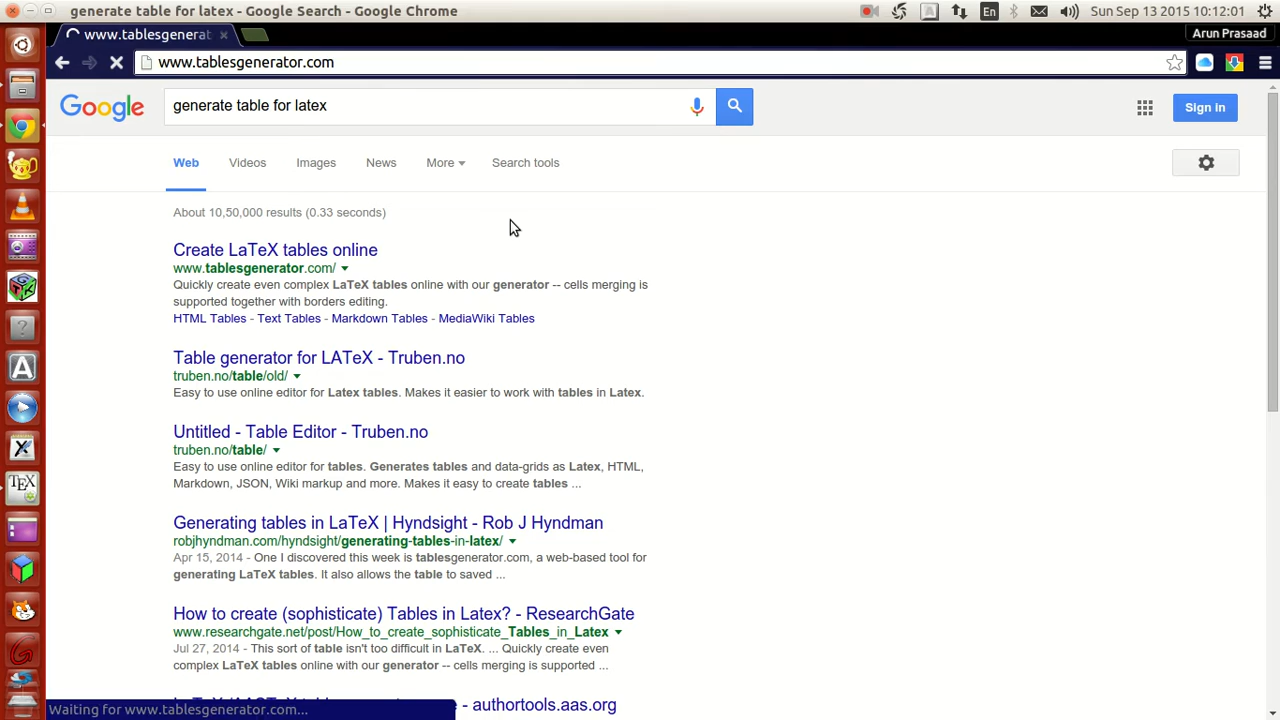 generate table for latex - Google Search - Google Chrome
En
Sun Sep 13 2015 10:12:01
www.tablesgenerat
Arun Prasaad
www.tablesgenerator.com
Google
generate table for latex
Sign in
Web
Videos
Images
News
More
Search tools
About 10,50,000 results (0.33 seconds)
Create LaTeX tables online
www.tablesgenerator.com/
Quickly create even complex LaTeX tables online with our generator -- cells merging is
supported together with borders editing.
HTML Tables - Text Tables - Markdown Tables - MediaWiki Tables
Table generator for LATeX - Truben.no
truben.no/table/old/
Easy to use online editor for Latex tables. Makes it easier to work with tables in Latex.
Untitled - Table Editor - Truben.no
truben.no/table/
Easy to use online editor for tables. Generates tables and data-grids as Latex, HTML,
Markdown, JSON, Wiki markup and more. Makes it easy to create tables ...
Generating tables in LaTeX | Hyndsight - Rob J Hyndman
robjhyndman.com/hyndsight/generating-tables-in-latex/
Apr 15, 2014 - One I discovered this week is tablesgenerator.com, a web-based tool for
generating LaTeX tables. It also allows the table to saved ...
How to create (sophisticate) Tables in Latex? - ResearchGate
www.researchgate.net/post/How_to_create_sophisticate_Tables_in_Latex
Jul 27, 2014 - This sort of table isn't too difficult in LaTeX. ... Quickly create even
complex LaTeX tables online with our generator -- cells merging is supported ...
- authortools.aas.org
Waiting for www.tablesgenerator.com...
A
TEX